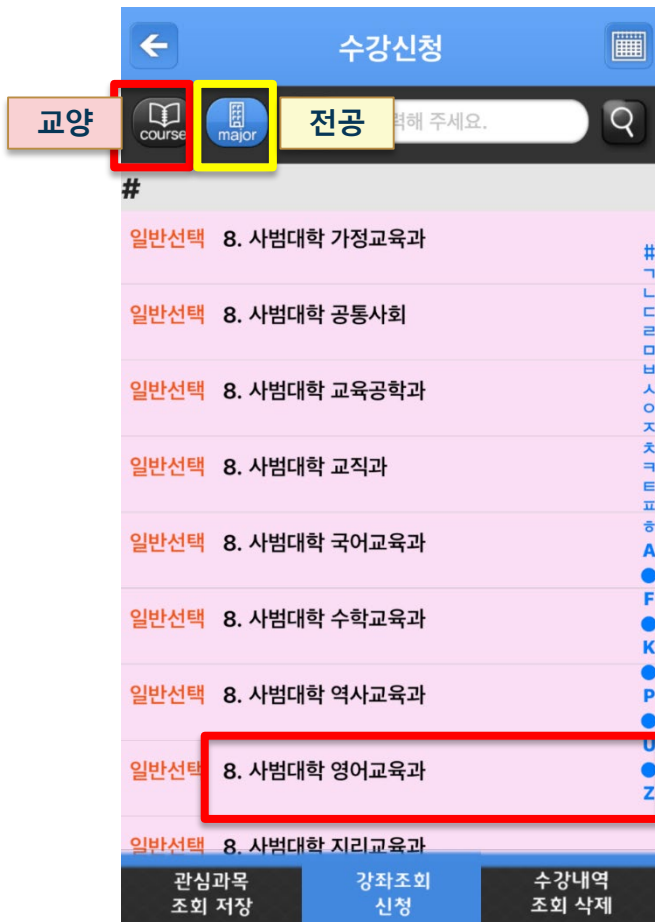 수강신청
교양
course
major
전공
력해 주세요.
#
일반선택 8. 사범대학 가정교육과
일반선택 8. 사범대학 공통사회
일반선택 8. 사범대학 교육공학과
일반선택 8. 사범대학 교직과
일반선택 8. 사범대학 국어교육과
일반선택 8. 사범대학 수학교육과
일반선택 8. 사범대학 역사교육과
일반선택 8. 사범대학 영어교육과
일반선택 8. 사범대학 지리교육과
#
ㄱ
ㄴ
ㄷ
ㄹ
ㅁ
ㅂ
ㅅ
ㅇ
ㅈ
ㅊ
ㅋ
ㅌ
ㅍ
ㅎ
A
●
F
●
K
●
P
●
U
●
Z
관심과목
조회 저장
강좌조회
신청
수강내역
조회 삭제